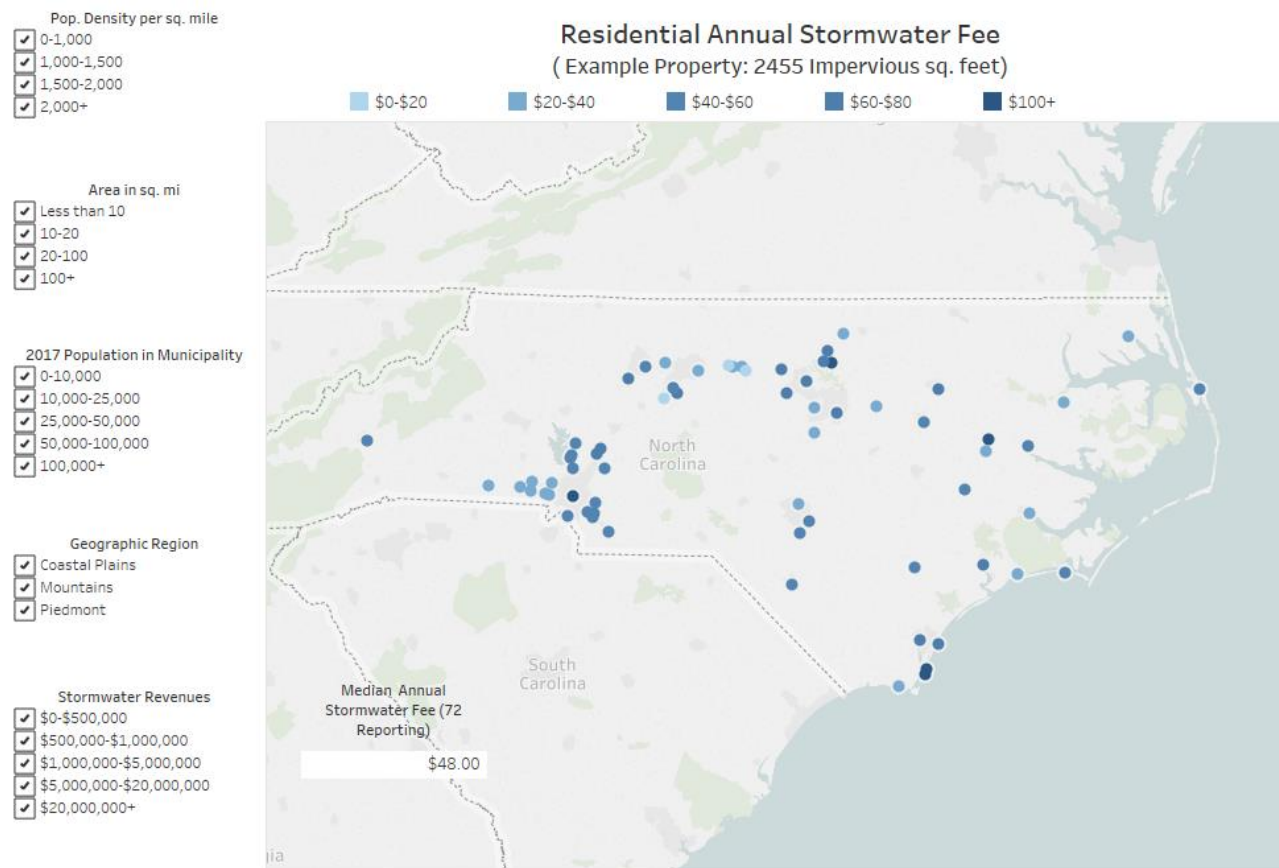 Pop. Density per sq. mile
0-1,000
1,000-1,500
1,500-2,000
2,000+
Area in sq. mi
Less than 10
10-20
20-100
100+
2017 Population in Municipality
0-10,000
10,000-25,000
25,000-50,000
50,000-100,000
100,000+
Geographic Region
Coastal Plains
Mountains
Piedmont
Stormwater Revenues
$0-$500,000
$500,000-$1,000,000
$1,000,000-$5,000,000
$5,000,000-$20,000,000
$20,000,000+
Residential Annual Stormwater Fee
( Example Property: 2455 Impervious sq. feet)
$0-$20
$20-$40
$40-$60
$60-$80
$100+
North
Carolina
South
Carolina
Median Annual
Stormwater Fee (72
Reporting)
$48.00